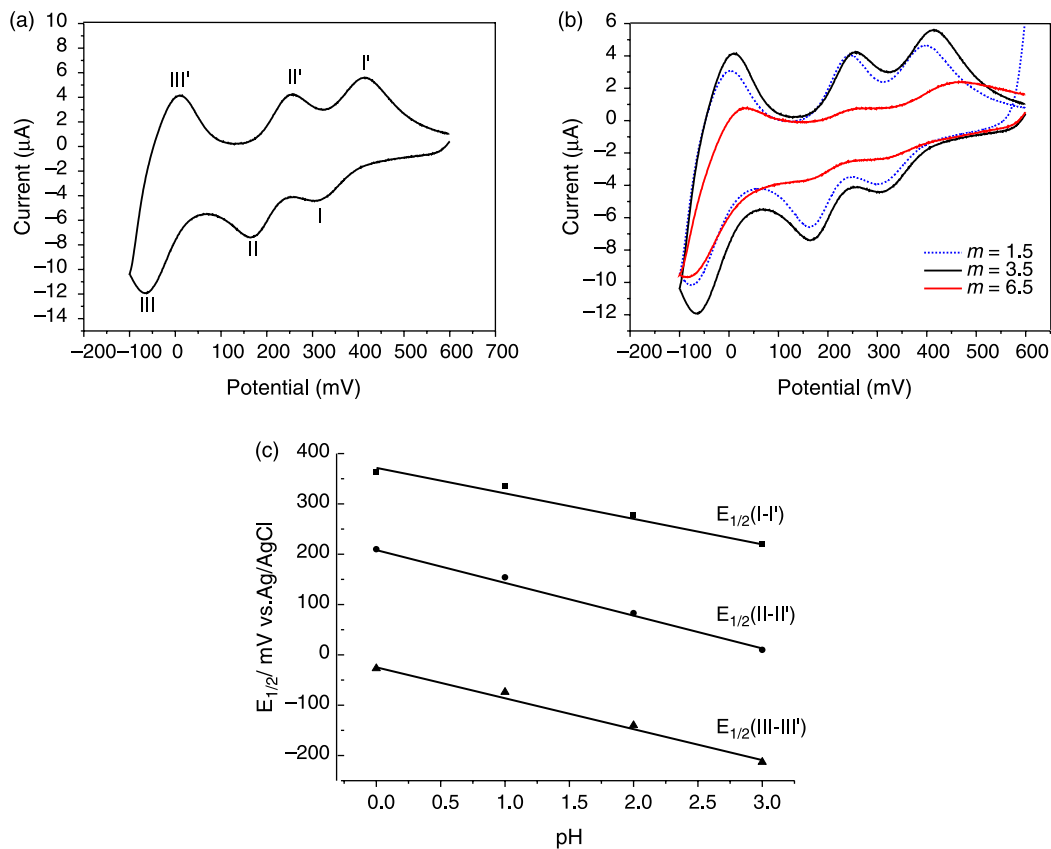 (a)
10
8
6
4
2
0
−2
−4
−6
−8
−10
−12
−14
Current (μA)
III'
II'
I'
III
II
I
−200 −100 0 100 200 300 400 500 600 700
Potential (mV)
(b)
6
4
2
0
−2
−4
−6
−8
−10
−12
Current (μA)
m = 1.5
m = 3.5
m = 6.5
−200 −100 0 100 200 300 400 500 600
Potential (mV)
(c)
400
300
200
100
0
−100
−200
E1/2/ mV vs.Ag/AgCl
E1/2(I-I')
E1/2(II-II')
E1/2(III-III')
0.0 0.5 1.0 1.5 2.0 2.5 3.0
pH